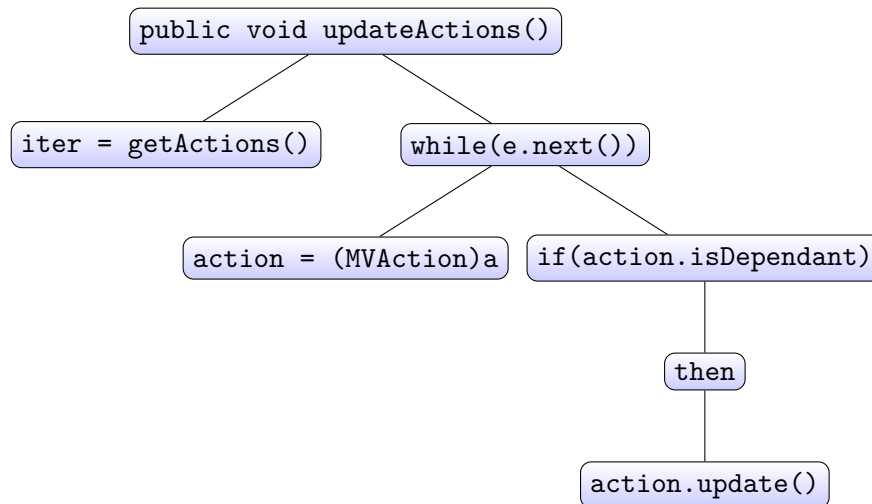 public void updateActions()
iter = getActions()
while(e.next())
action = (MVAction)a
if(action.isDependant)
then
action.update()